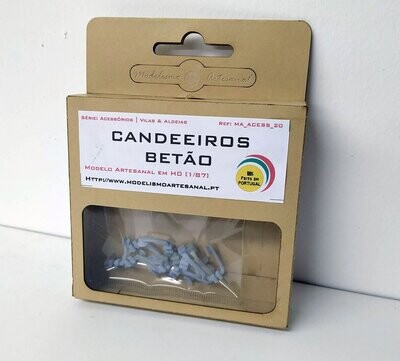 Modelismo Artesanal
Série: Acessórios | Vilas & Aldeias
Ref: MA_ACESS_20
CANDEEIROS
BETÃO
Modelo Artesanal em HO (1/87)
Http://www.modelismoartesanal.pt
Feito em
PORTUGAL